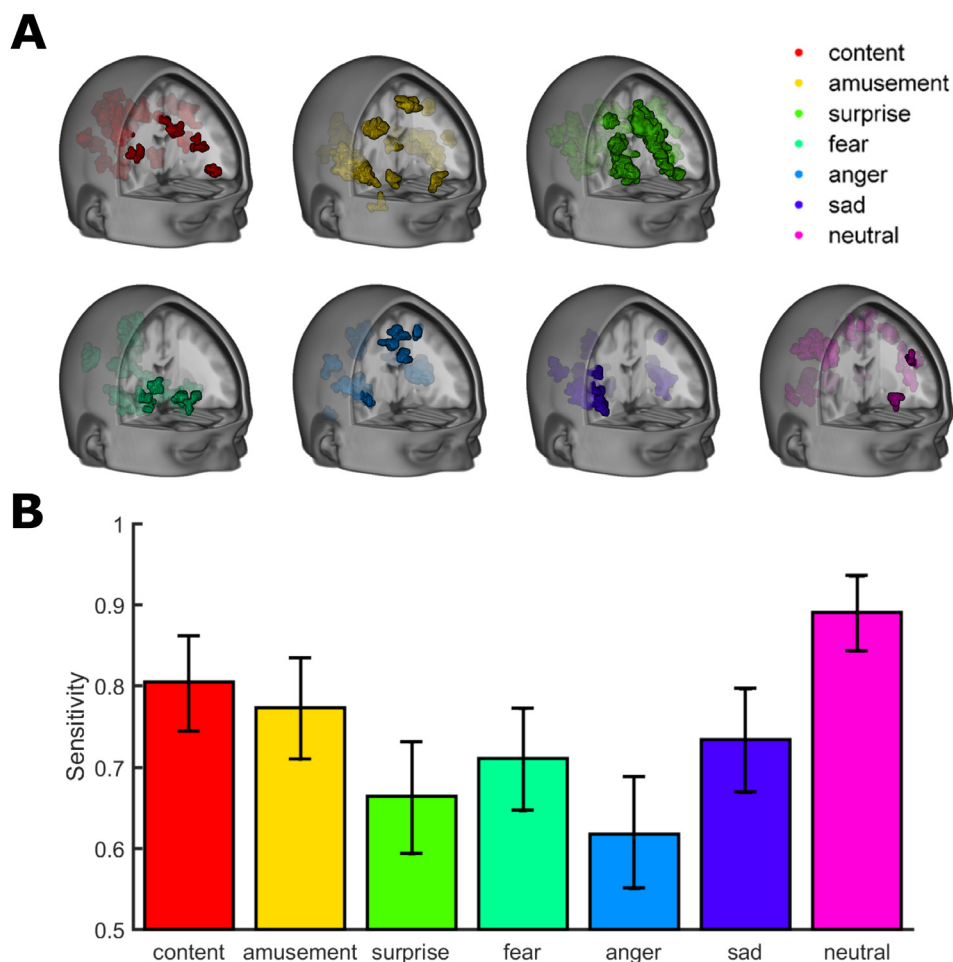 A
content
amusement
surprise
fear
anger
sad
neutral
B
1
0.9
0.8
0.7
0.6
0.5
Sensitivity
content amusement surprise fear anger sad neutral